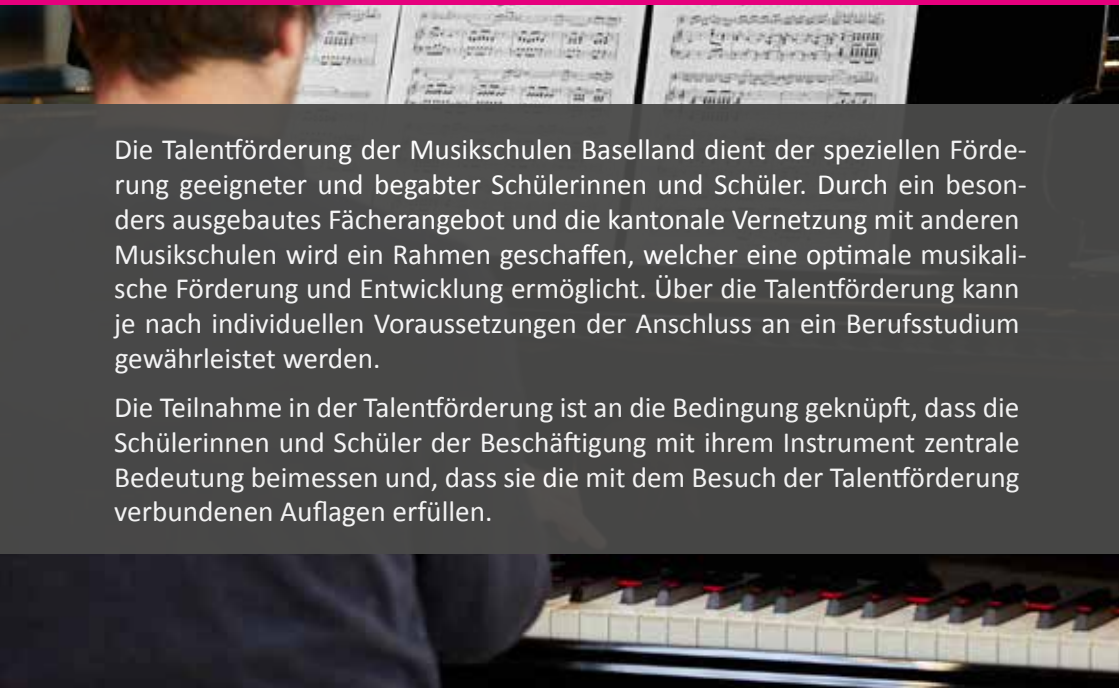 Die Talentförderung der Musikschulen Baselland dient der speziellen Förde-
rung geeigneter und begabter Schülerinnen und Schüler. Durch ein beson-
ders ausgebautes Fächerangebot und die kantonale Vernetzung mit anderen
Musikschulen wird ein Rahmen geschaffen, welcher eine optimale musikali-
sche Förderung und Entwicklung ermöglicht. Über die Talentförderung kann
je nach individuellen Voraussetzungen der Anschluss an ein Berufsstudium
gewährleistet werden.
Die Teilnahme in der Talentförderung ist an die Bedingung geknüpft, dass die
Schülerinnen und Schüler der Beschäftigung mit ihrem Instrument zentrale
Bedeutung beimessen und, dass sie die mit dem Besuch der Talentförderung
verbundenen Auflagen erfüllen.